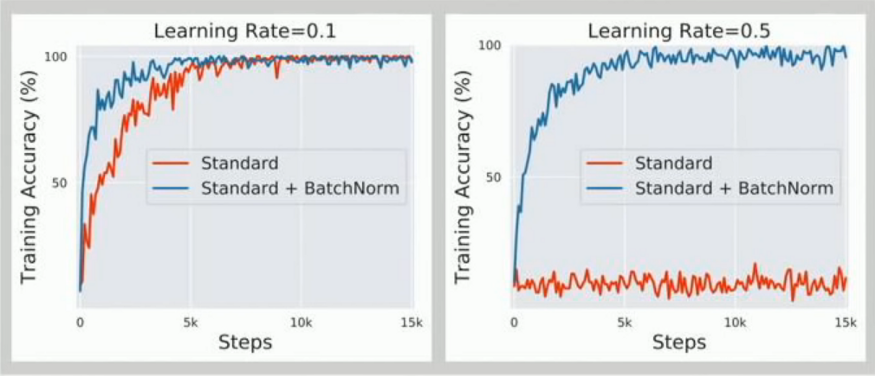 Learning Rate=0.1
Training Accuracy (%)
100
50
Standard
Standard + BatchNorm
0
5k
10k
15k
Steps
Learning Rate=0.5
Training Accuracy (%)
100
50
Standard
Standard + BatchNorm
0
5k
10k
15k
Steps